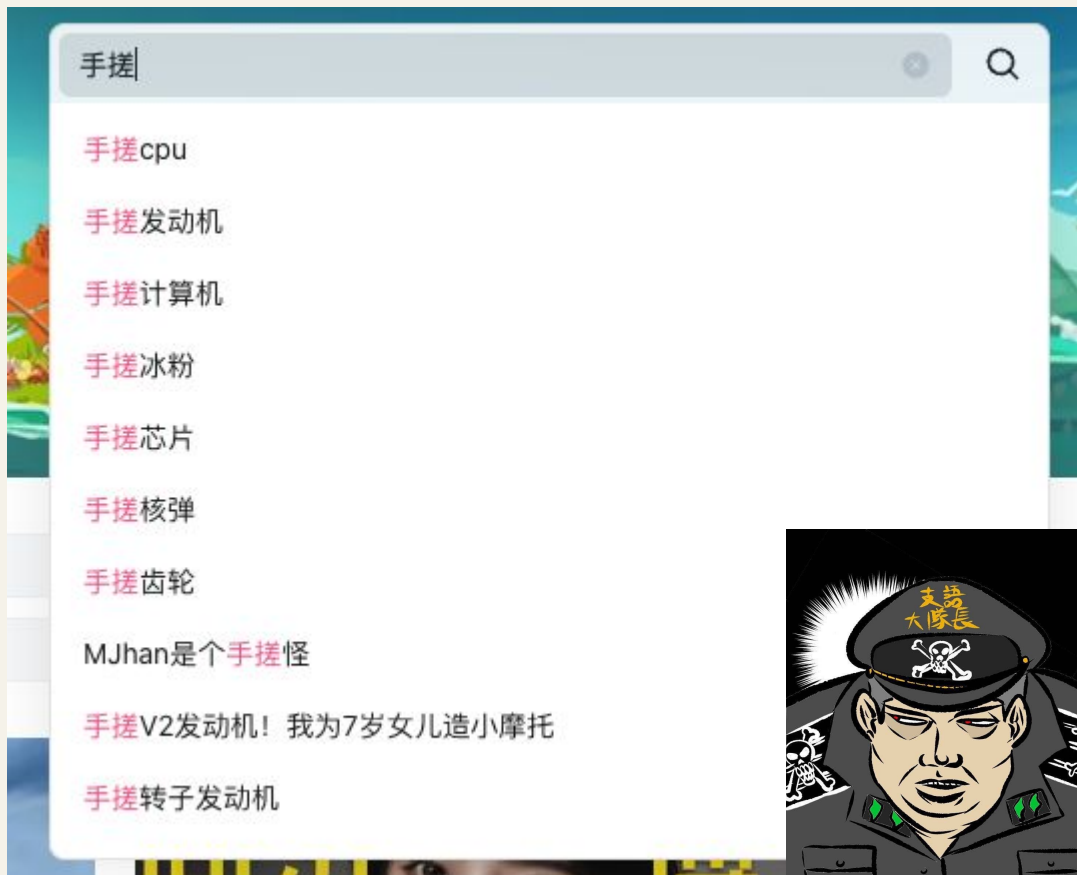 手搓
手搓cpu
手搓发动机
手搓计算机
手搓冰粉
手搓芯片
手搓核弹
手搓齿轮
MJhan是个手搓怪
手搓V2发动机！我为7岁女儿造小摩托
手搓转子发动机
支語
大隊長